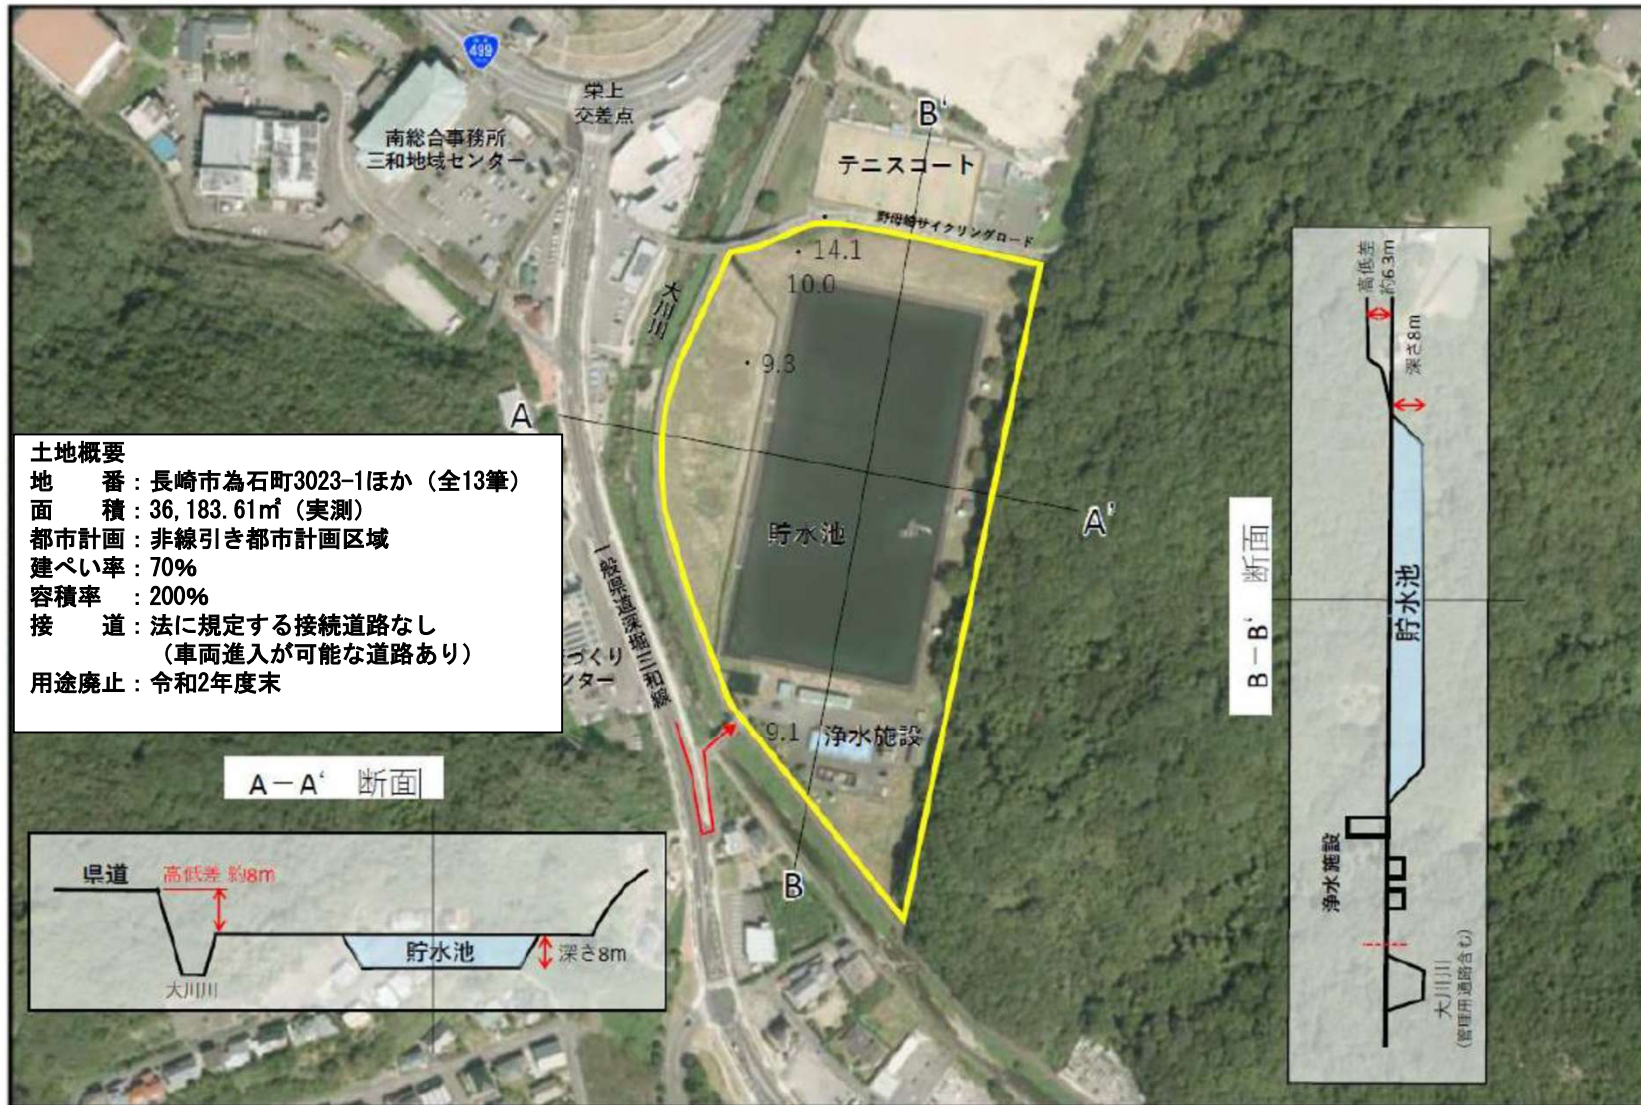 499
栄上
交差点
南総合事務所
三和地域センター
B'
テニスコート
野母崎サイクリングロード
14.1
10.0
大川川
9.3
A
A'
貯水池
一般県道深堀三和線
づくり
ンター
9.1
浄水施設
B
土地概要
地　　番：長崎市為石町3023-1ほか（全13筆）
面　　積：36,183.61㎡（実測）
都市計画：非線引き都市計画区域
建ぺい率：70%
容積率　：200%
接　　道：法に規定する接続道路なし
（車両進入が可能な道路あり）
用途廃止：令和2年度末
A－A' 断面
県道
高低差 約8m
貯水池
深さ8m
大川川
B－B' 断面
高低差
約6.3m
深さ8m
貯水池
浄水施設
大川川
（管理用通路含む）